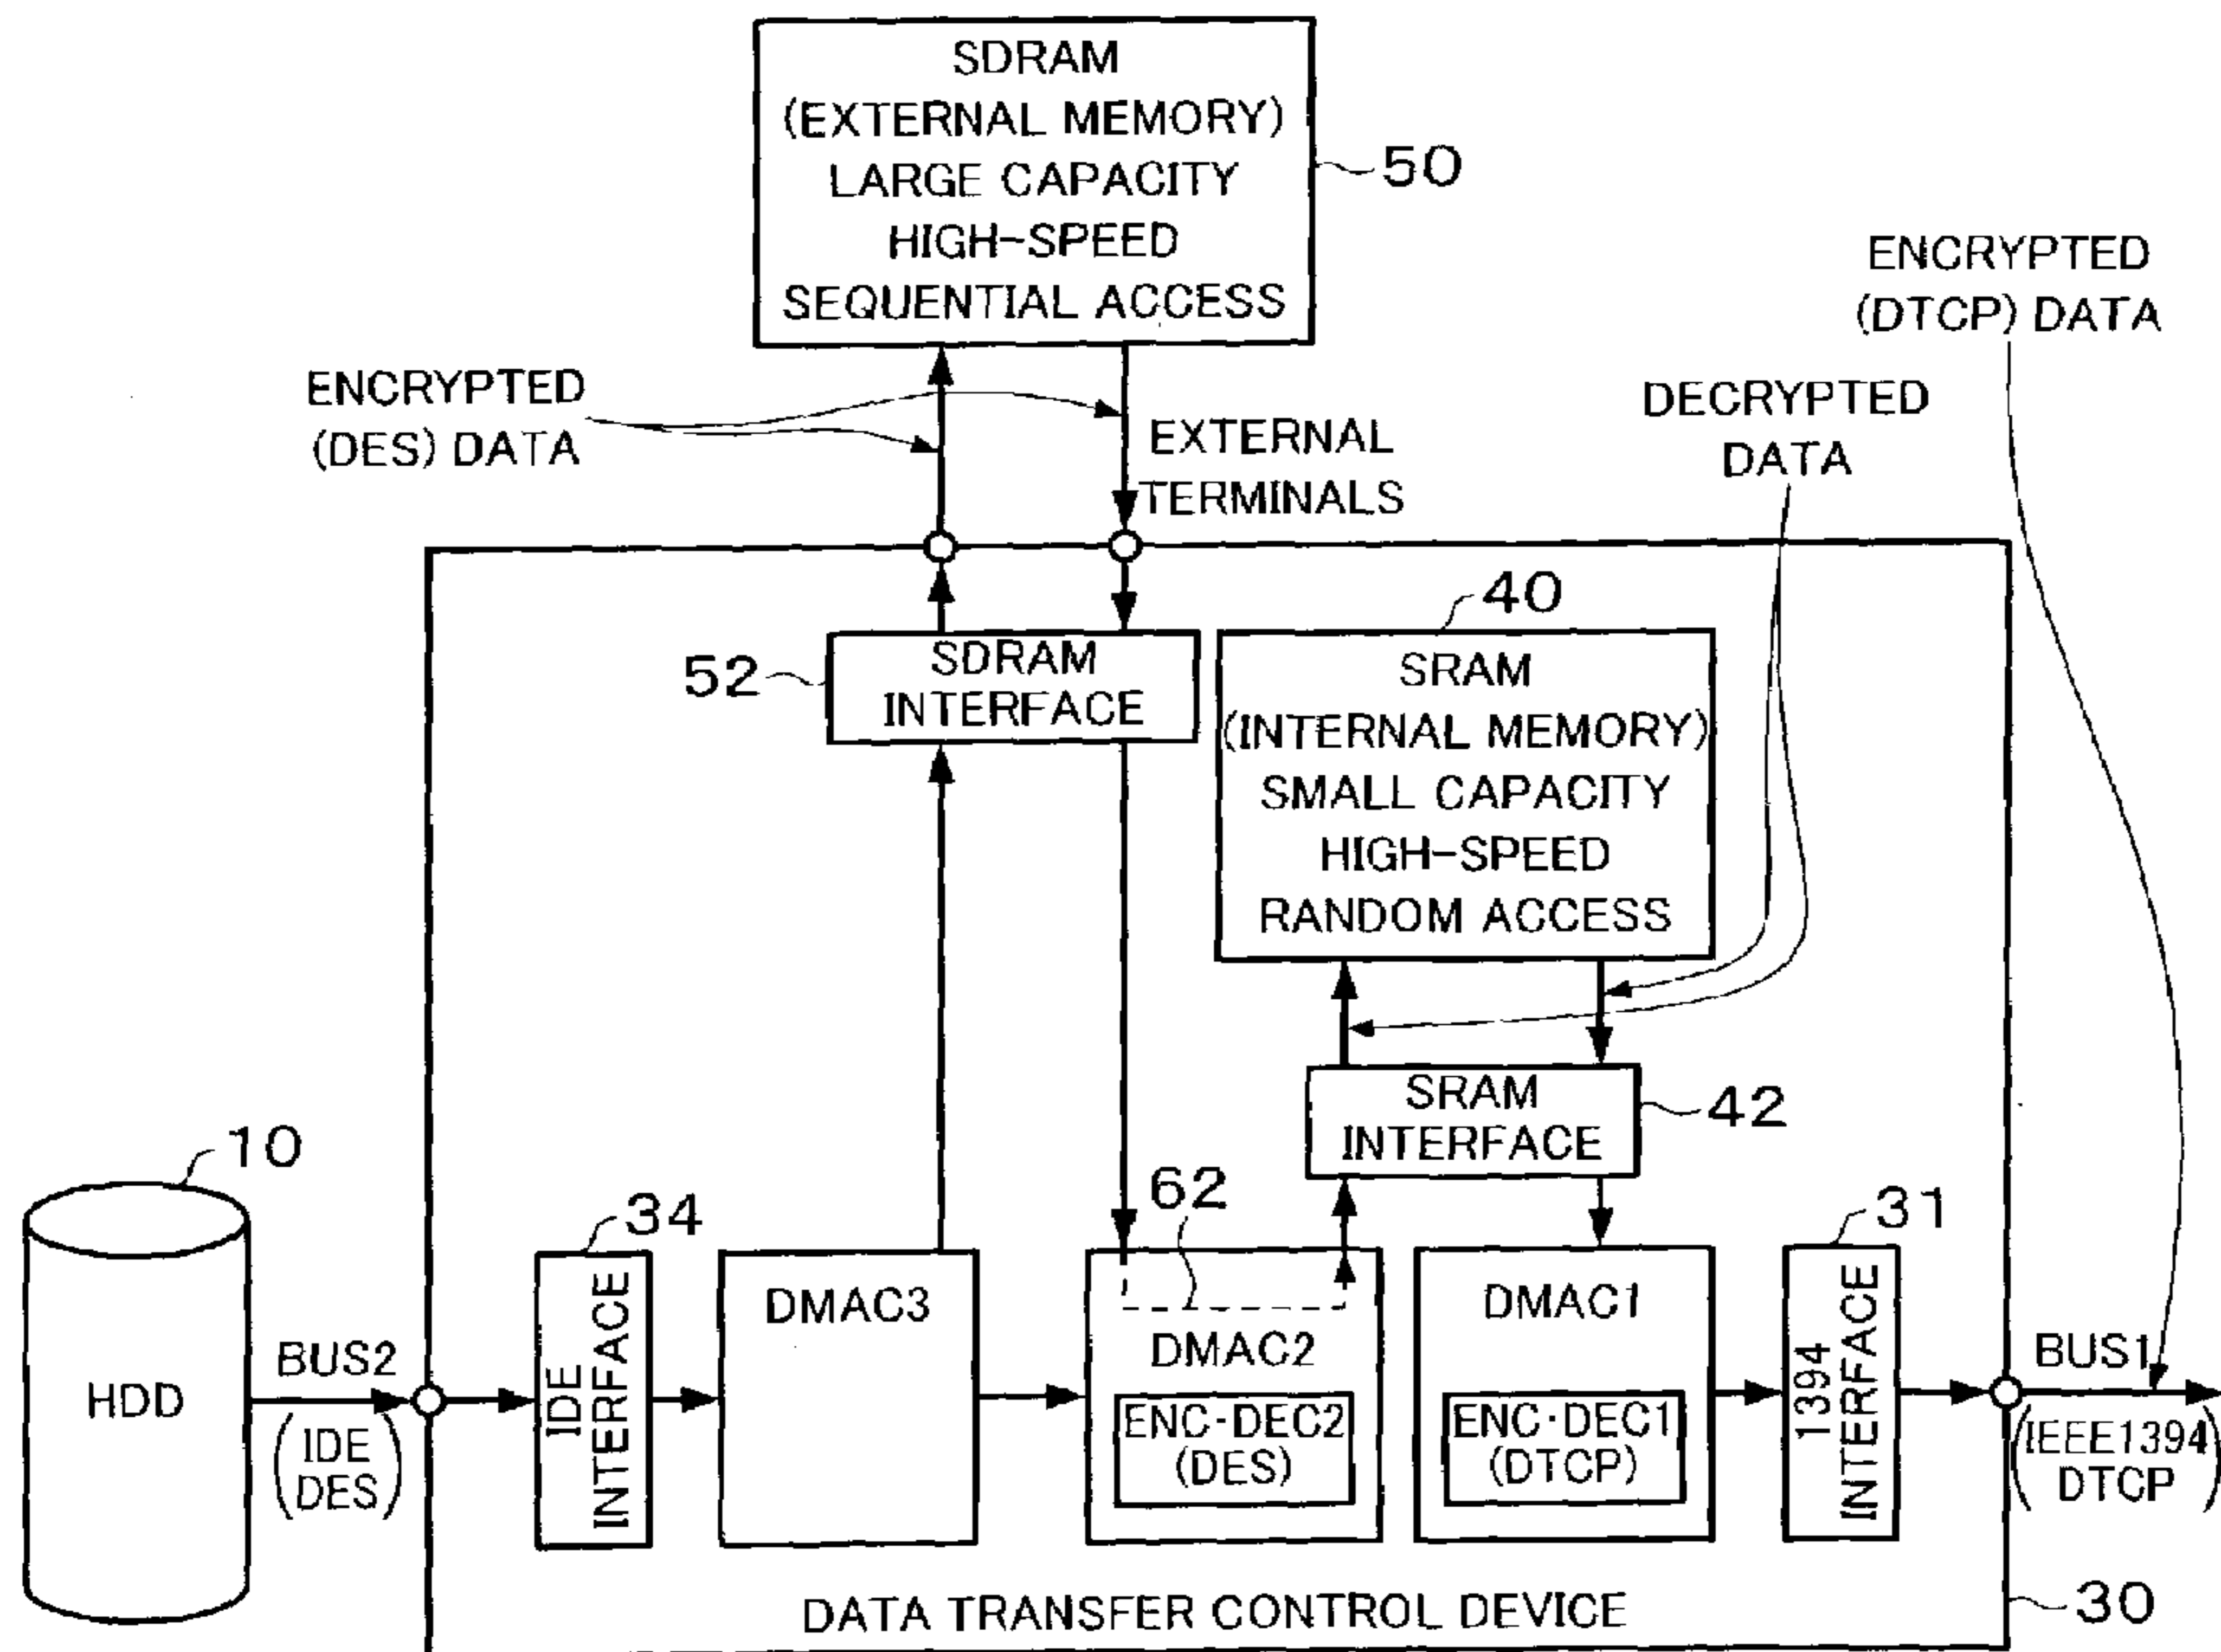 SDRAM
(EXTERNAL MEMORY)
LARGE CAPACITY
HIGH-SPEED
SEQUENTIAL ACCESS
50
ENCRYPTED
(DTCP) DATA
ENCRYPTED
(DES) DATA
EXTERNAL
TERMINALS
DECRYPTED
DATA
40
52
SDRAM
INTERFACE
SRAM
(INTERNAL MEMORY)
SMALL CAPACITY
HIGH-SPEED
RANDOM ACCESS
SRAM
INTERFACE
42
10
34
62
31
HDD
BUS2
(IDE
DES)
IDE
INTERFACE
DMAC3
DMAC2
ENC·DEC2
(DES)
DMAC1
ENC·DEC1
(DTCP)
1394
INTERFACE
BUS1
(IEEE1394
DTCP)
DATA TRANSFER CONTROL DEVICE
30